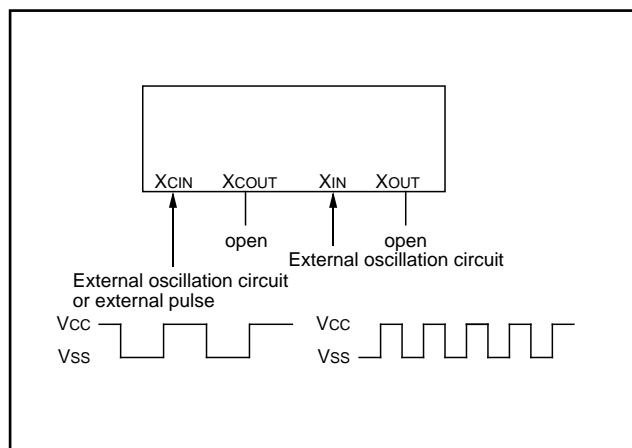 XCIN XCOUT XIN XOUT
open open
External oscillation circuit
External oscillation circuit
or external pulse
VCC VCC
VSS VSS